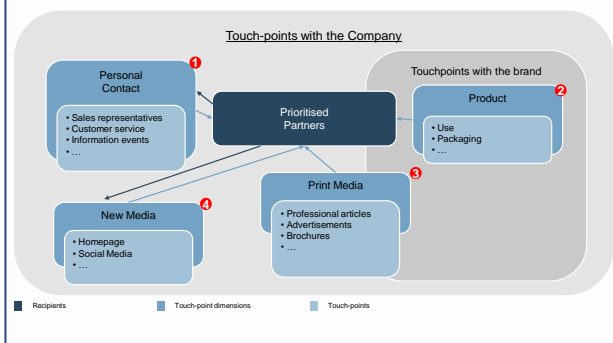 Touch-points with the Company
1
Personal
Contact
• Sales representatives
• Customer service
• Information events
• …
Prioritised
Partners
Touchpoints with the brand
2
Product
• Use
• Packaging
• …
3
Print Media
• Professional articles
• Advertisements
• Brochures
• …
4
New Media
• Homepage
• Social Media
• …
Recipients
Touch-point dimensions
Touch-points